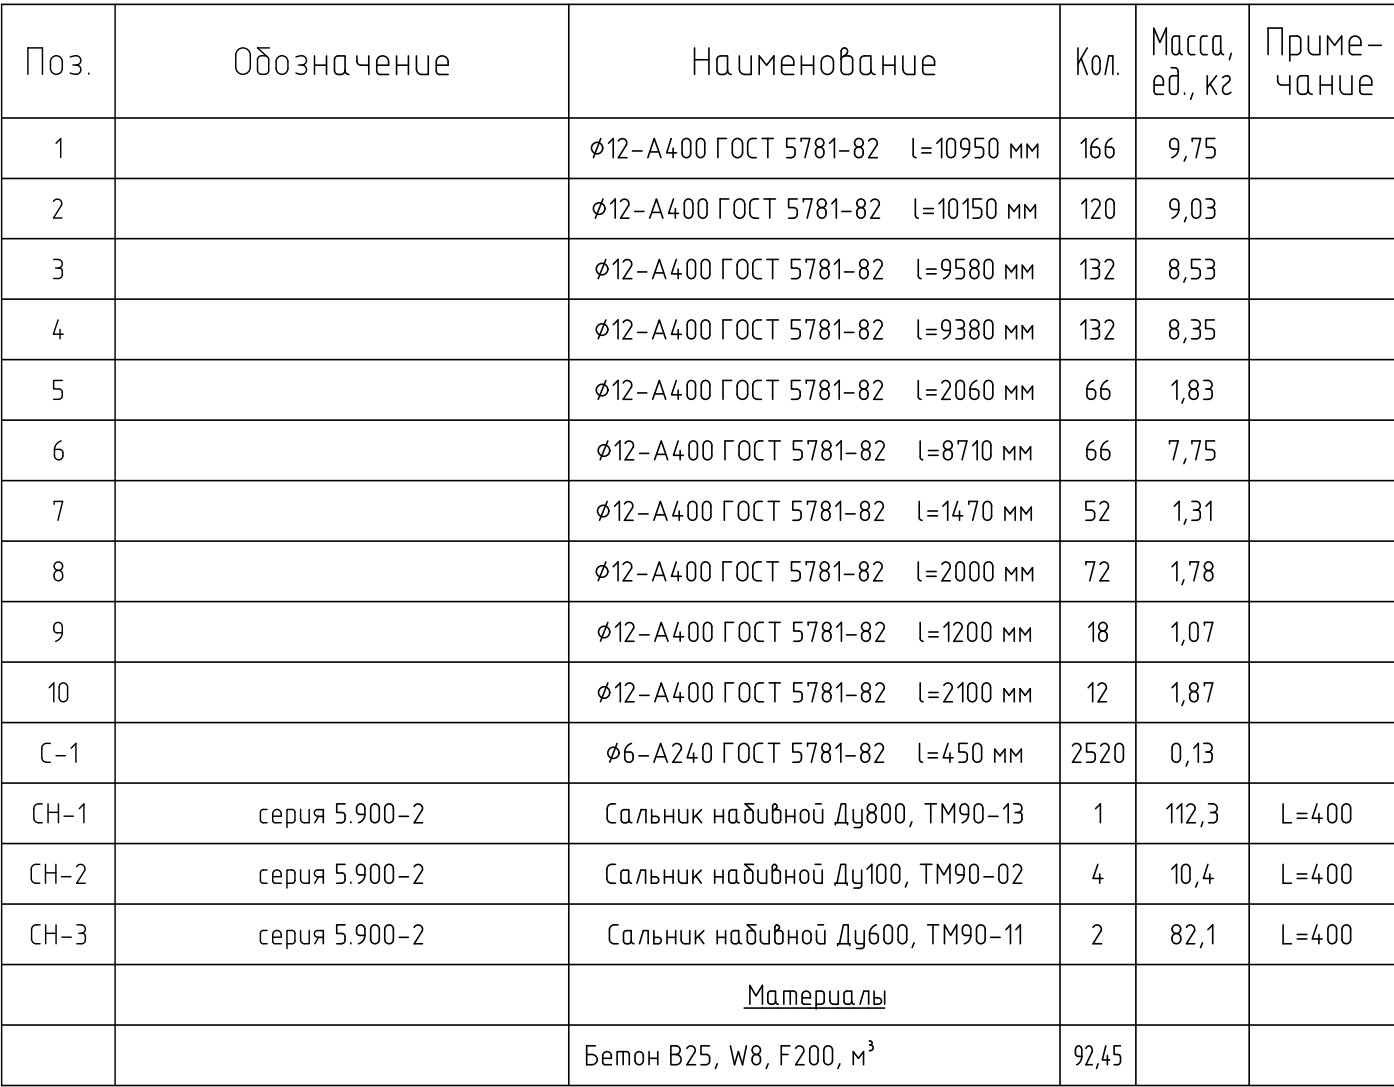 Поз. Обозначение Наименование Кол. Масса, ед., кг Приме-чание
1 ⌀12-А400 ГОСТ 5781-82 l=10950 мм 166 9,75
2 ⌀12-А400 ГОСТ 5781-82 l=10150 мм 120 9,03
3 ⌀12-А400 ГОСТ 5781-82 l=9580 мм 132 8,53
4 ⌀12-А400 ГОСТ 5781-82 l=9380 мм 132 8,35
5 ⌀12-А400 ГОСТ 5781-82 l=2060 мм 66 1,83
6 ⌀12-А400 ГОСТ 5781-82 l=8710 мм 66 7,75
7 ⌀12-А400 ГОСТ 5781-82 l=1470 мм 52 1,31
8 ⌀12-А400 ГОСТ 5781-82 l=2000 мм 72 1,78
9 ⌀12-А400 ГОСТ 5781-82 l=1200 мм 18 1,07
10 ⌀12-А400 ГОСТ 5781-82 l=2100 мм 12 1,87
С-1 ⌀6-А240 ГОСТ 5781-82 l=450 мм 2520 0,13
СН-1 серия 5.900-2 Сальник набивной Ду800, ТМ90-13 1 112,3 L=400
СН-2 серия 5.900-2 Сальник набивной Ду100, ТМ90-02 4 10,4 L=400
СН-3 серия 5.900-2 Сальник набивной Ду600, ТМ90-11 2 82,1 L=400
Материалы
Бетон В25, W8, F200, м³ 92,45